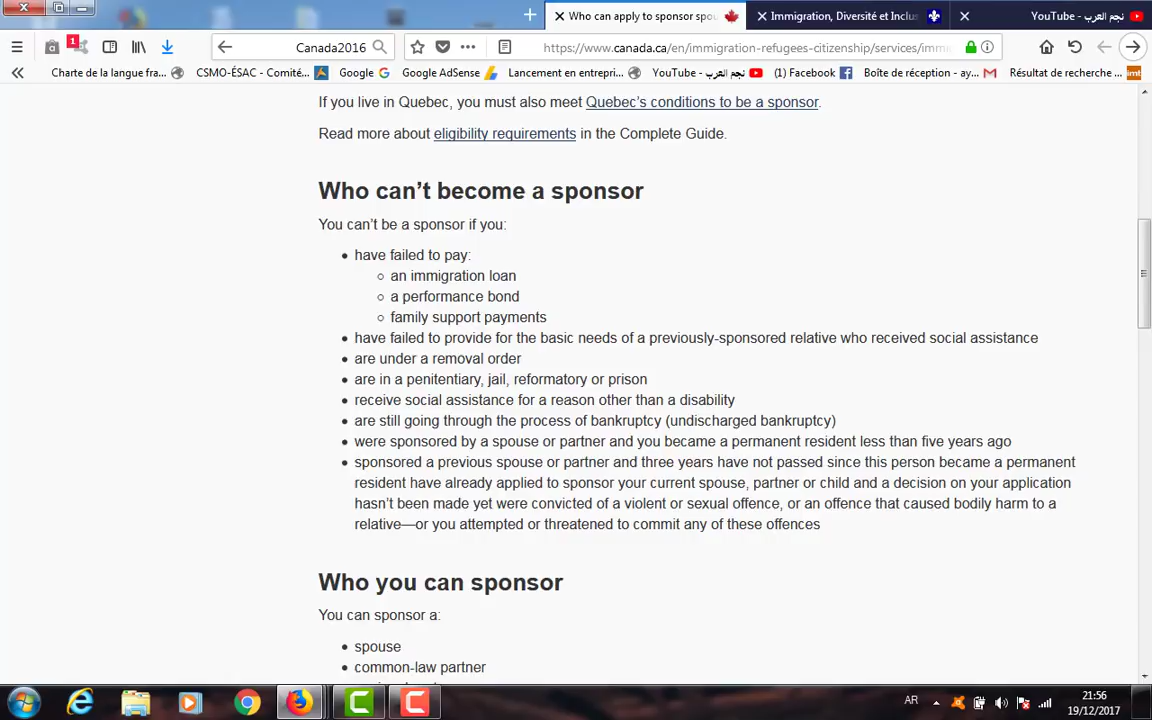 Who can apply to sponsor spou
Immigration, Diversité et Inclus
YouTube - نجم العرب
1
Canada2016
https://www.canada.ca/en/immigration-refugees-citizenship/services/immi
Charte de la langue fra...
CSMO-ÉSAC - Comité...
Google
Google AdSense
Lancement en entrepri...
YouTube - نجم العرب
(1) Facebook
Boîte de réception - ay...
Résultat de recherche ...
If you live in Quebec, you must also meet Quebec's conditions to be a sponsor.
Read more about eligibility requirements in the Complete Guide.
Who can't become a sponsor
You can't be a sponsor if you:
have failed to pay:
an immigration loan
a performance bond
family support payments
have failed to provide for the basic needs of a previously-sponsored relative who received social assistance
are under a removal order
are in a penitentiary, jail, reformatory or prison
receive social assistance for a reason other than a disability
are still going through the process of bankruptcy (undischarged bankruptcy)
were sponsored by a spouse or partner and you became a permanent resident less than five years ago
sponsored a previous spouse or partner and three years have not passed since this person became a permanent
resident have already applied to sponsor your current spouse, partner or child and a decision on your application
hasn't been made yet were convicted of a violent or sexual offence, or an offence that caused bodily harm to a
relative—or you attempted or threatened to commit any of these offences
Who you can sponsor
You can sponsor a:
spouse
common-law partner
AR
21:56
19/12/2017